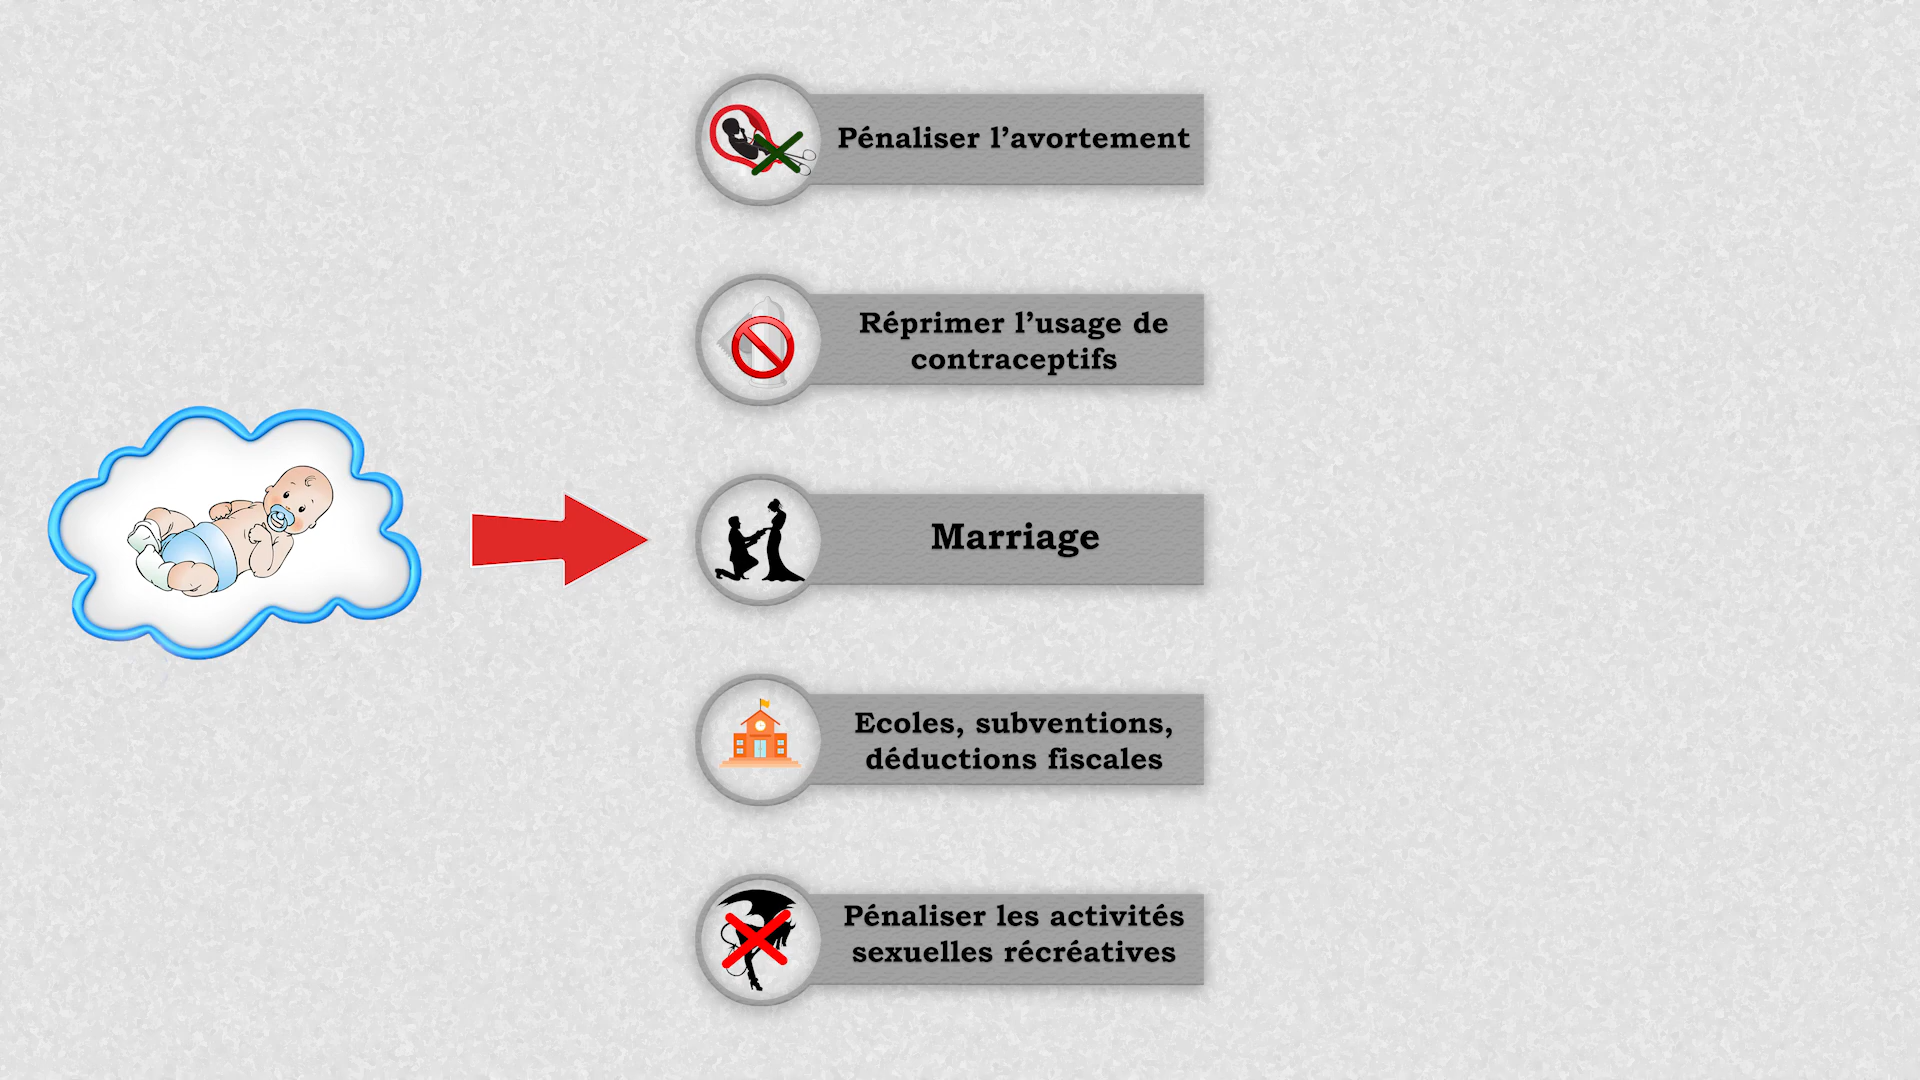 Pénaliser l’avortement
Réprimer l’usage de
contraceptifs
Marriage
Ecoles, subventions,
déductions fiscales
Pénaliser les activités
sexuelles récréatives